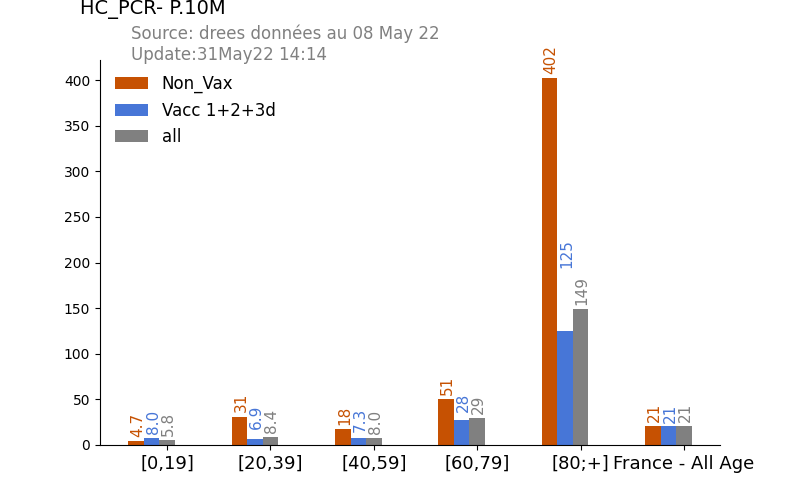 HC_PCR- P.10M
Source: drees données au 08 May 22
Update:31May22 14:14
Non_Vax
Vacc 1+2+3d
all
400
350
300
250
200
150
100
50
0
4.7 8.0 5.8
31 6.9 8.4
18 7.3 8.0
51 28 29
402 125 149
21 21 21
[0,19] [20,39] [40,59] [60,79] [80;+] France - All Age